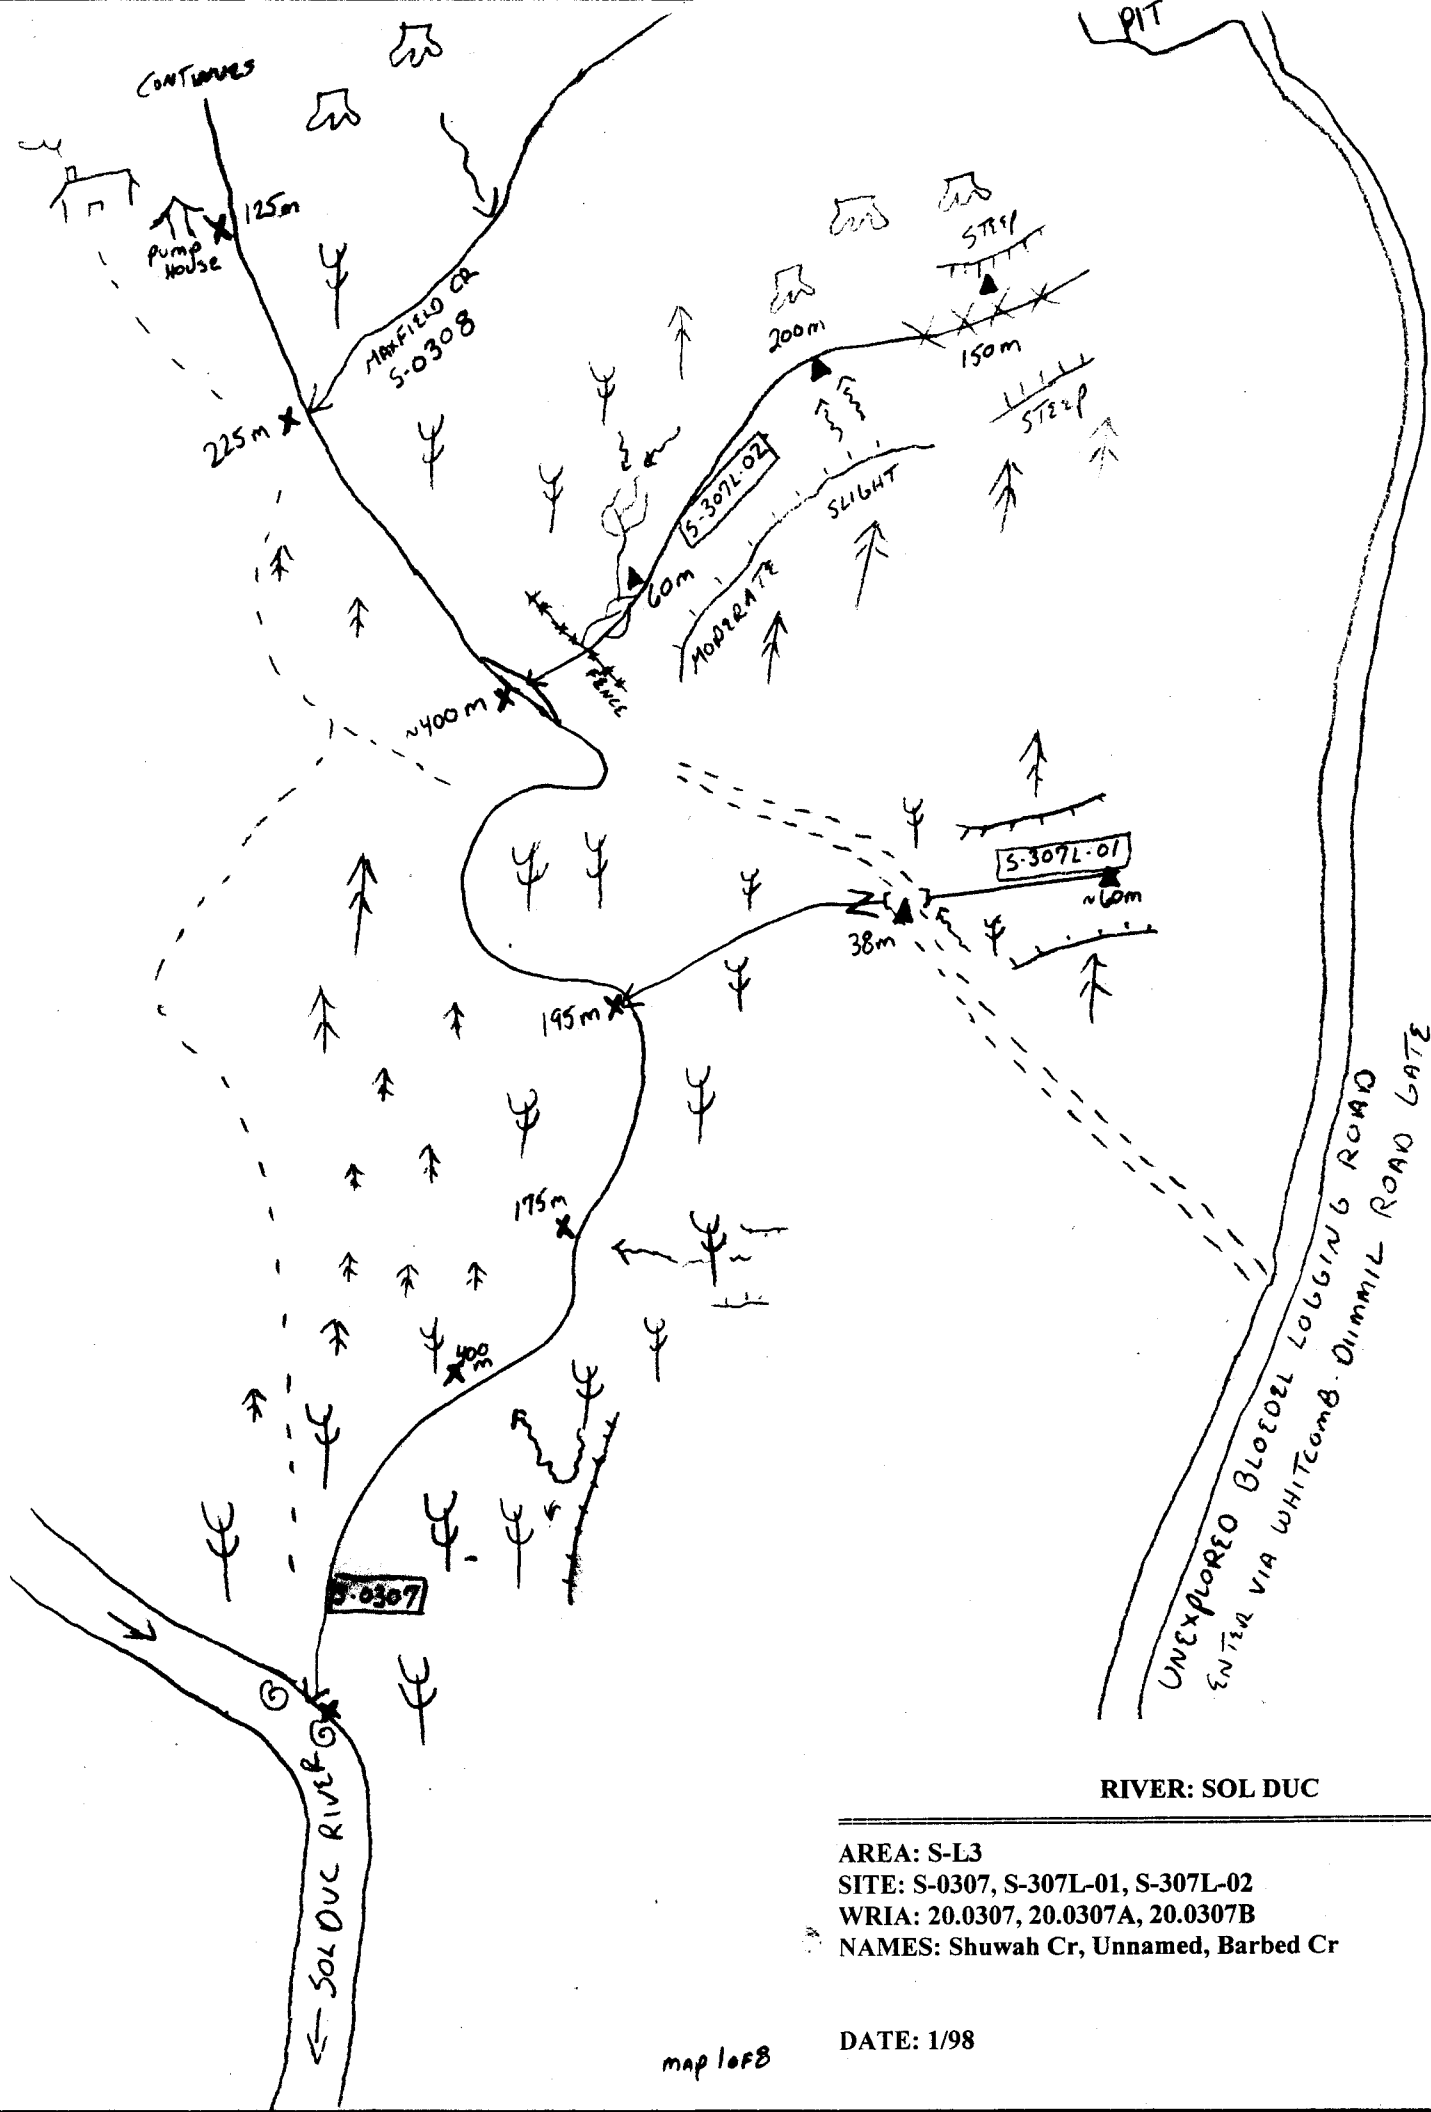 PIT
CONTINUES
125m
PUMP
HOUSE
STEEP
MAXFIELD CR
S-0308
200m
150m
STEEP
225m
S-307L-02
SLIGHT
60m
MODERATE
FENCE
~400m
S-307L-01
~60m
38m
195m
175m
400
m
S-0307
UNEXPLORED BLOEDEL LOGGING ROAD
ENTER VIA WHITCOMB-DIIMMIL ROAD GATE
← SOL DUC RIVER
RIVER: SOL DUC
AREA: S-L3
SITE: S-0307, S-307L-01, S-307L-02
WRIA: 20.0307, 20.0307A, 20.0307B
NAMES: Shuwah Cr, Unnamed, Barbed Cr
DATE: 1/98
MAP 1 OF 8